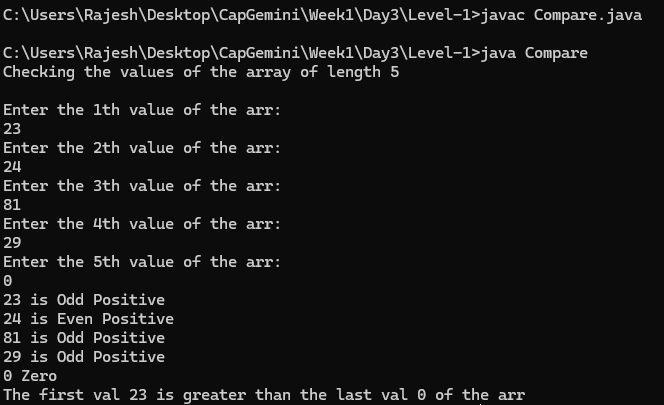 C:\Users\Rajesh\Desktop\CapGemini\Week1\Day3\Level-1>javac Compare.java
C:\Users\Rajesh\Desktop\CapGemini\Week1\Day3\Level-1>java Compare
Checking the values of the array of length 5
Enter the 1th value of the arr:
23
Enter the 2th value of the arr:
24
Enter the 3th value of the arr:
81
Enter the 4th value of the arr:
29
Enter the 5th value of the arr:
0
23 is Odd Positive
24 is Even Positive
81 is Odd Positive
29 is Odd Positive
0 Zero
The first val 23 is greater than the last val 0 of the arr